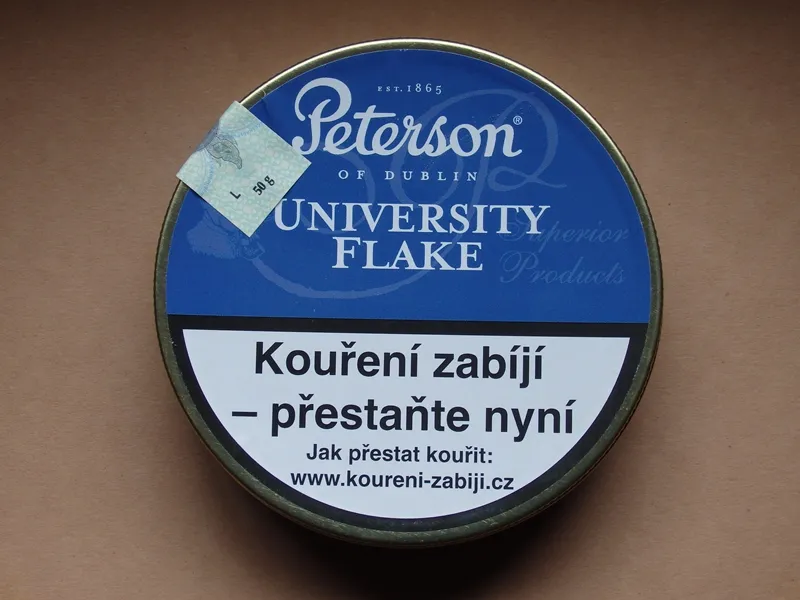 EST. 1865
Peterson®
OF DUBLIN
L 50 g
UNIVERSITY
FLAKE
Superior
Products
Kouření zabíjí
– přestaňte nyní
Jak přestat kouřit:
www.koureni-zabiji.cz